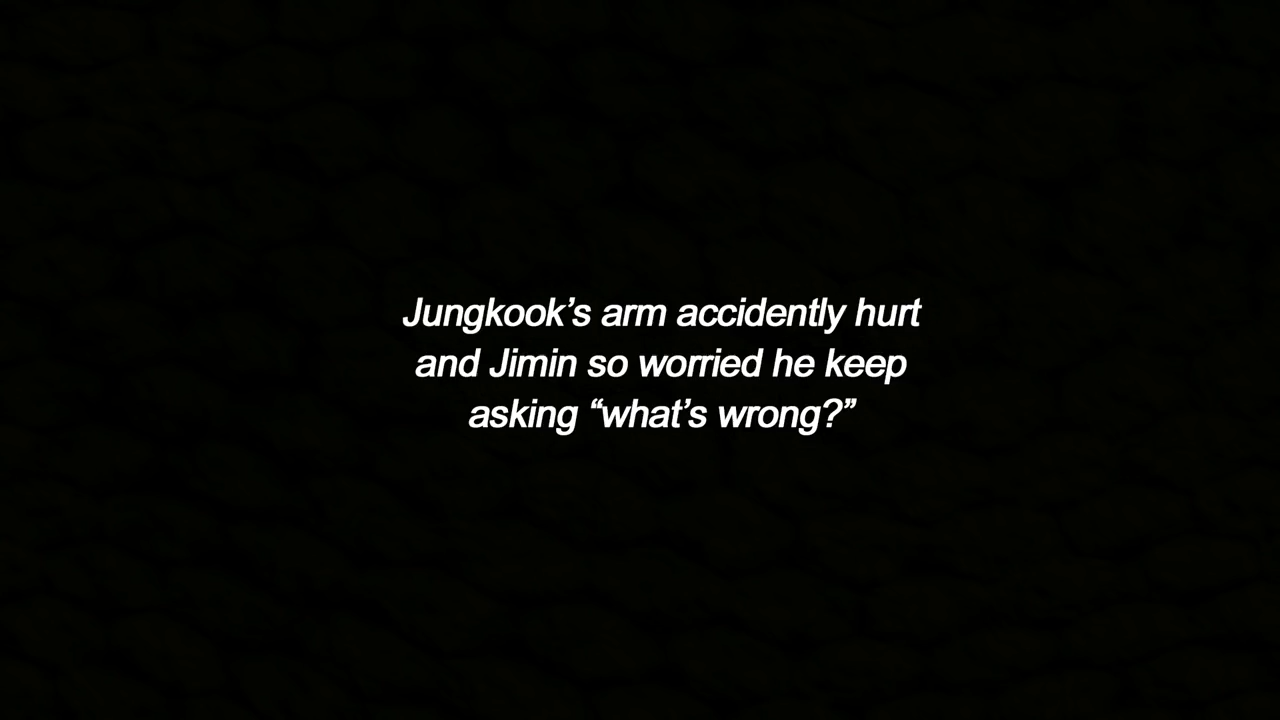 Jungkook’s arm accidently hurt
and Jimin so worried he keep
asking “what’s wrong?”